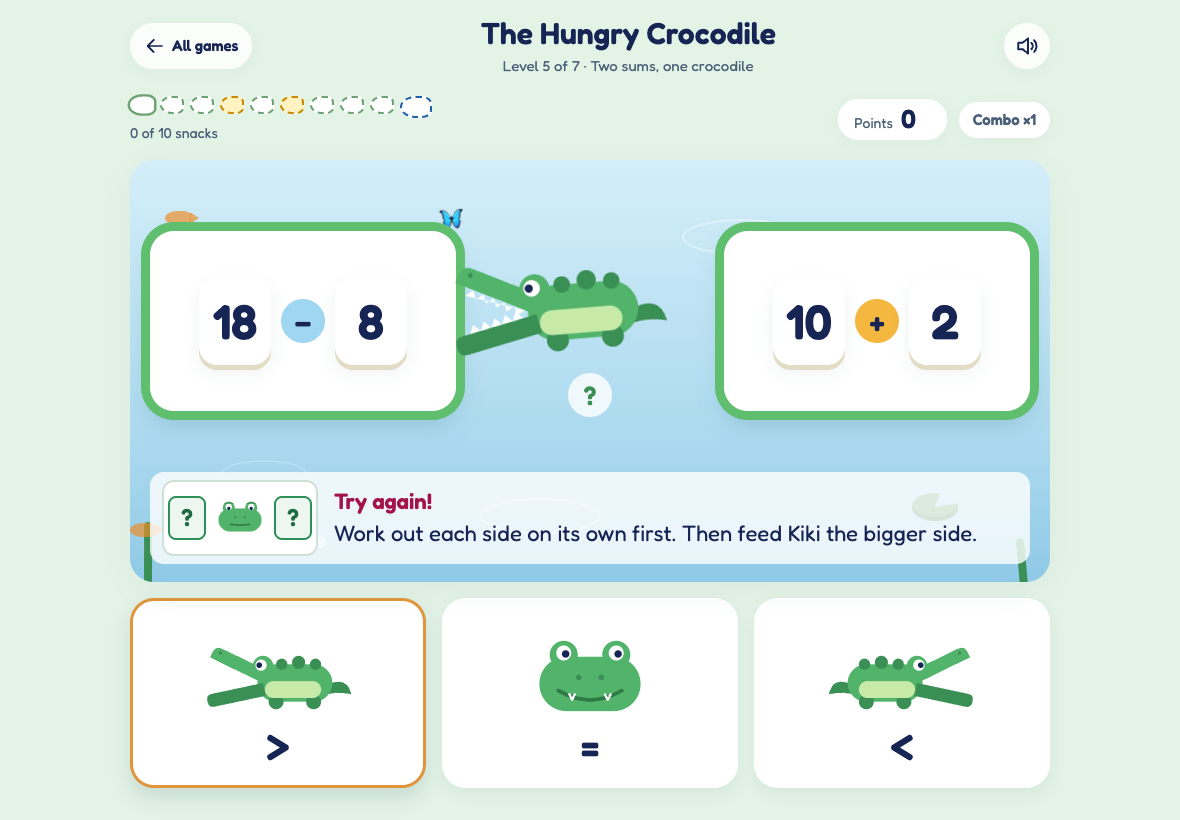 All games
The Hungry Crocodile
Level 5 of 7 · Two sums, one crocodile
0 of 10 snacks
Points 0
Combo ×1
18 - 8
10 + 2
?
? ?
Try again!
Work out each side on its own first. Then feed Kiki the bigger side.
> = <